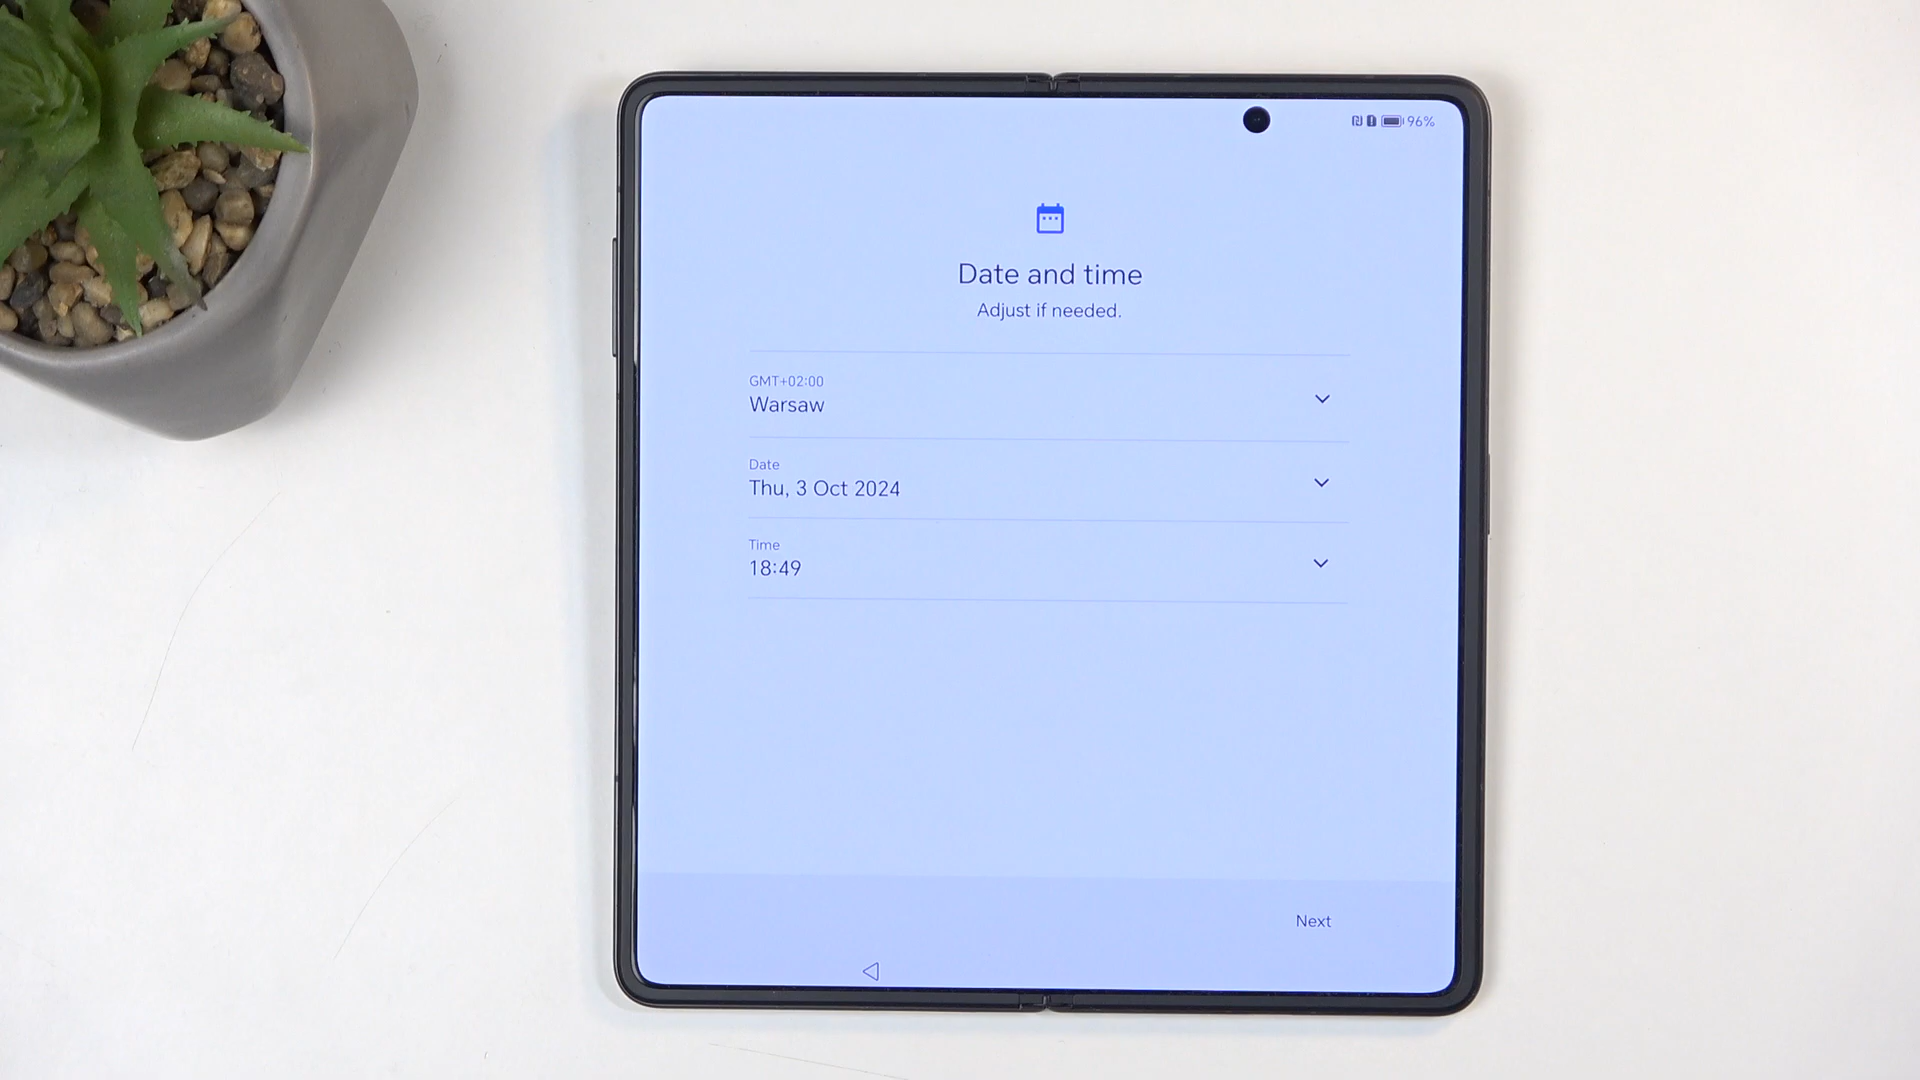 96%
Date and time
Adjust if needed.
GMT+02:00
Warsaw
Date
Thu, 3 Oct 2024
Time
18:49
Next